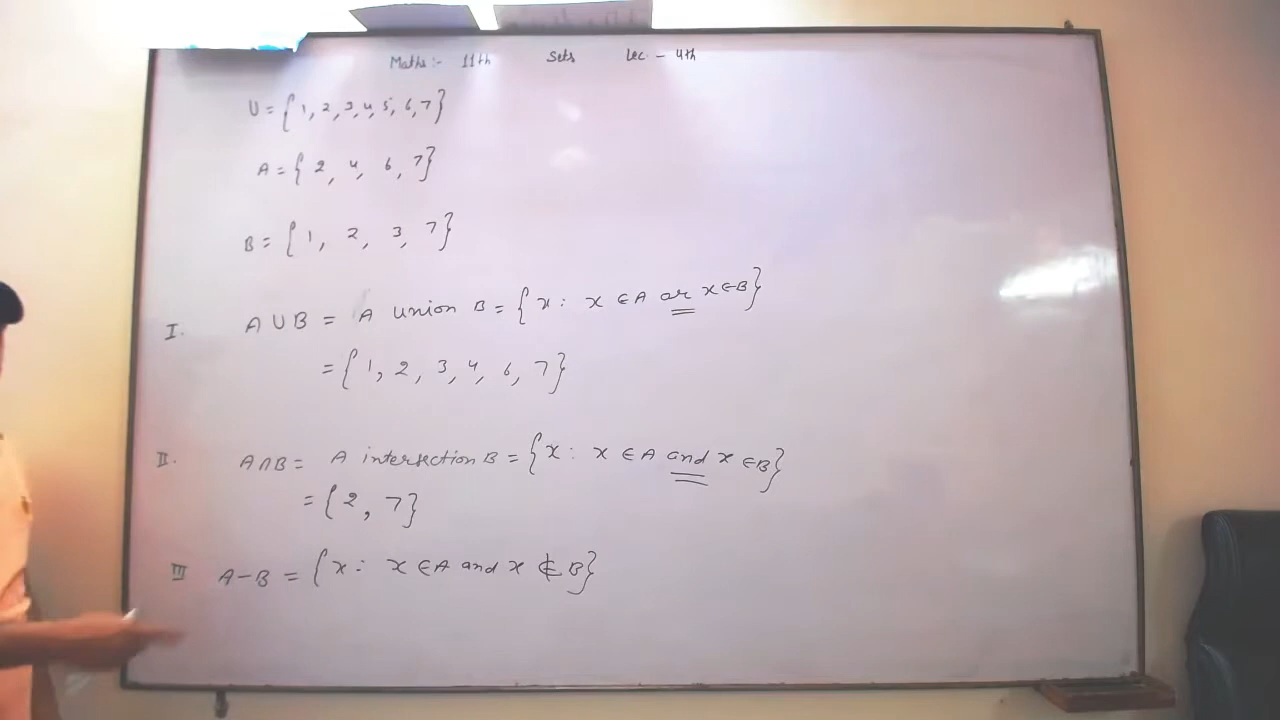 Maths:- 11th Sets Lec - 4th
U = {1, 2, 3, 4, 5, 6, 7}
A = {2, 4, 6, 7}
B = {1, 2, 3, 7}
I. A ∪ B = A union B = {x : x ∈ A or x ∈ B}
= {1, 2, 3, 4, 6, 7}
II. A ∩ B = A intersection B = {x : x ∈ A and x ∈ B}
= {2, 7}
III A - B = {x : x ∈ A and x ∉ B}